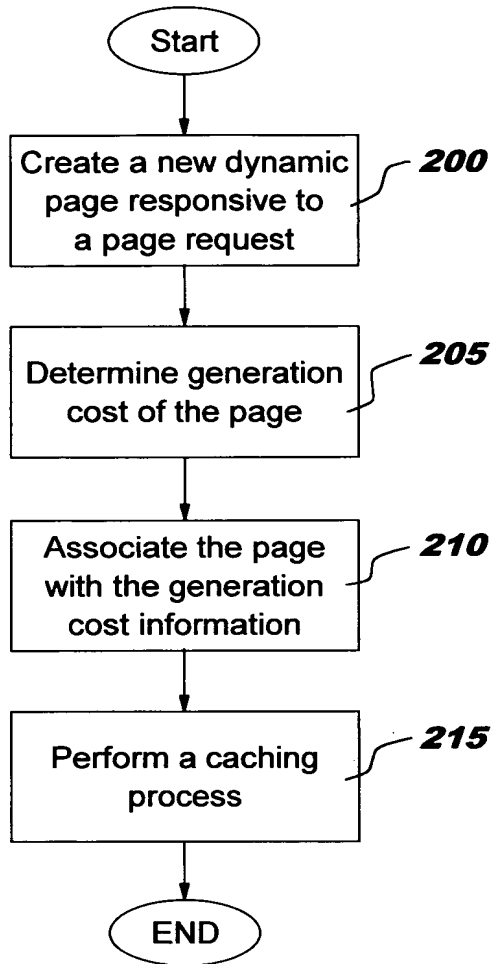 Start
Create a new dynamic
page responsive to
a page request
200
Determine generation
cost of the page
205
Associate the page
with the generation
cost information
210
Perform a caching
process
215
END